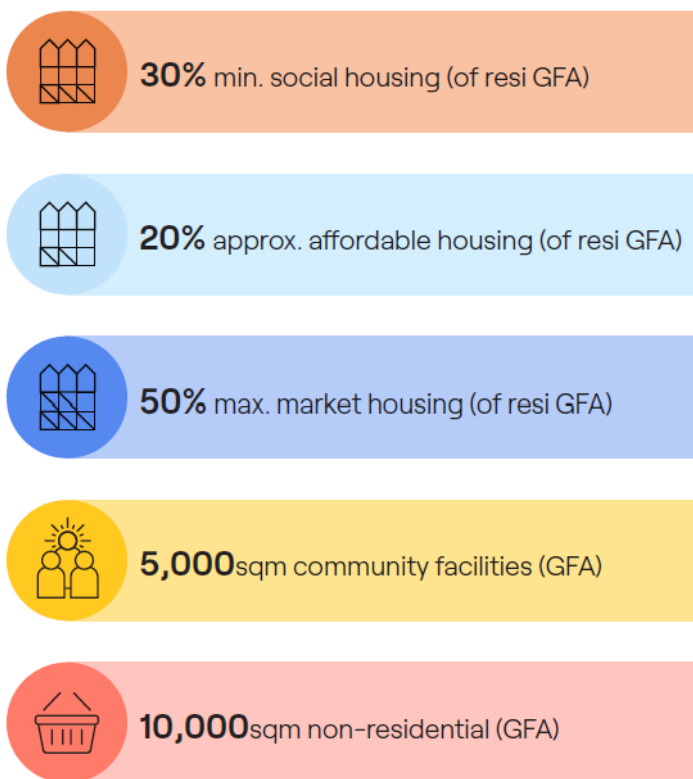 30% min. social housing (of resi GFA)
20% approx. affordable housing (of resi GFA)
50% max. market housing (of resi GFA)
5,000sqm community facilities (GFA)
10,000sqm non-residential (GFA)